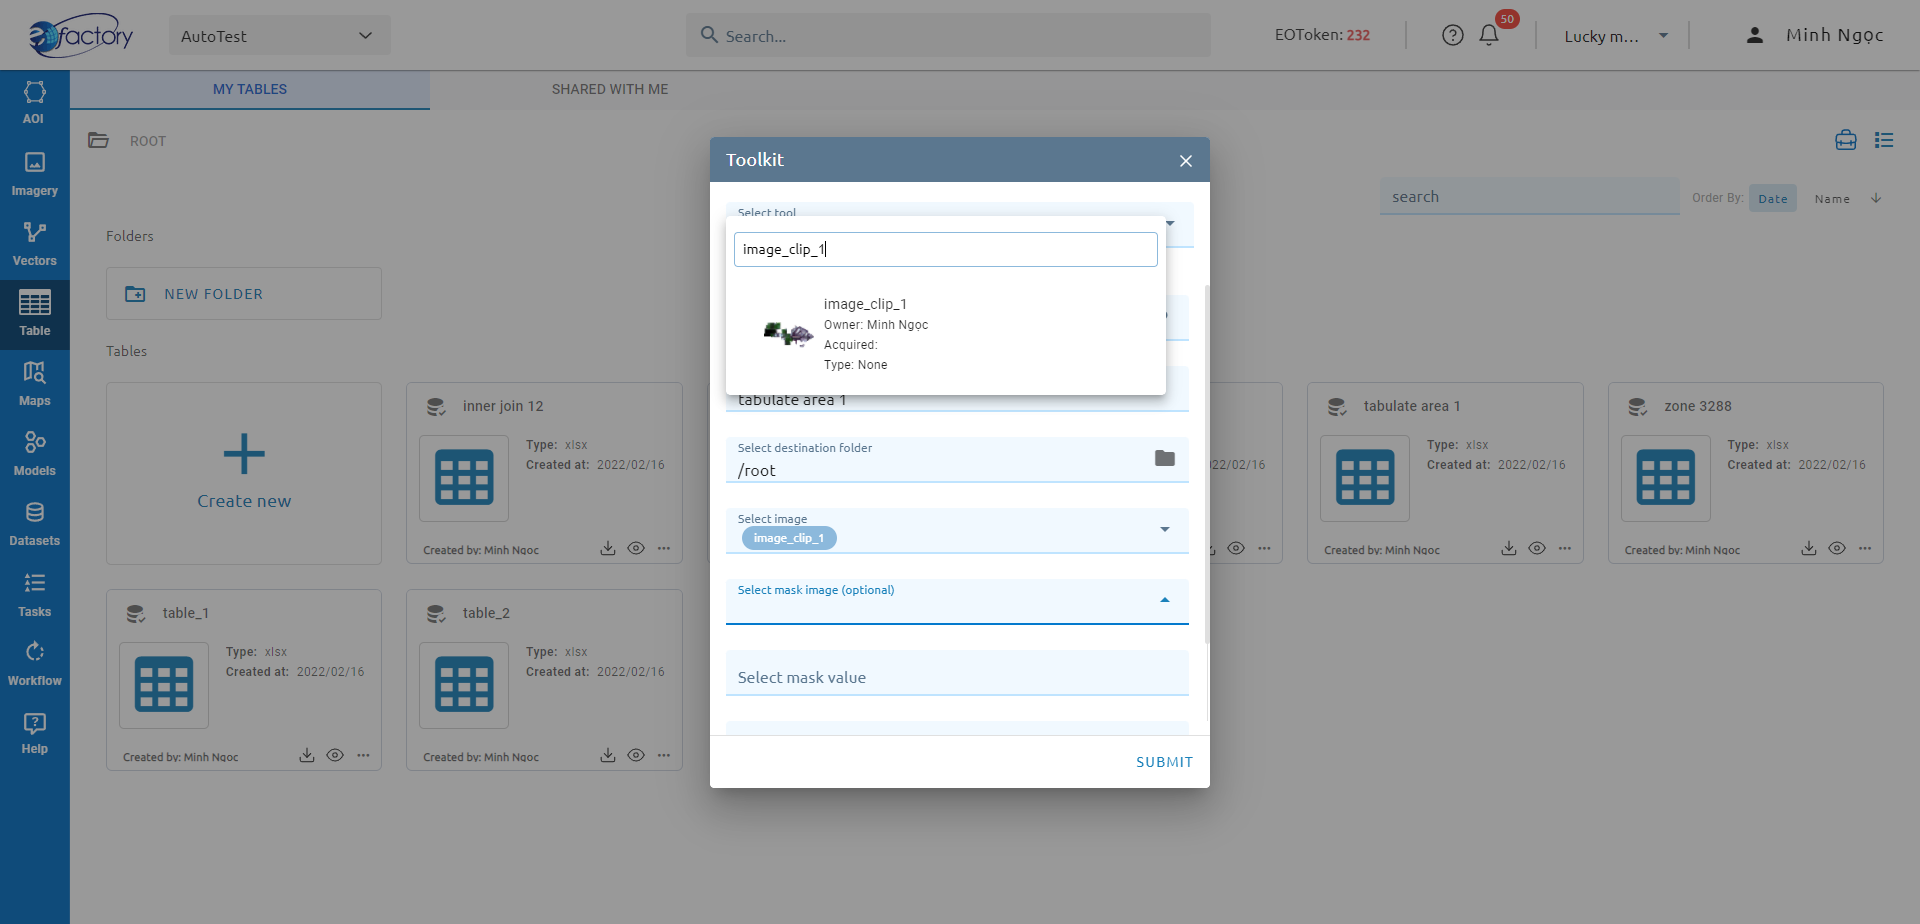 eofactory
AutoTest
Search...
EOToken: 232
50
Lucky m...
Minh Ngọc
MY TABLES
SHARED WITH ME
AOI
Imagery
Vectors
Table
Maps
Models
Datasets
Tasks
Workflow
Help
ROOT
search
Order By:
Date
Name
Folders
NEW FOLDER
Tables
Create new
inner join 12
Type: xlsx
Created at: 2022/02/16
Created by: Minh Ngọc
22/02/16
tabulate area 1
Type: xlsx
Created at: 2022/02/16
Created by: Minh Ngọc
zone 3288
Type: xlsx
Created at: 2022/02/16
Created by: Minh Ngọc
table_1
Type: xlsx
Created at: 2022/02/16
Created by: Minh Ngọc
table_2
Type: xlsx
Created at: 2022/02/16
Created by: Minh Ngọc
Toolkit
Select tool
image_clip_1
image_clip_1
Owner: Minh Ngọc
Acquired:
Type: None
tabulate area 1
Select destination folder
/root
Select image
image_clip_1
Select mask image (optional)
Select mask value
SUBMIT